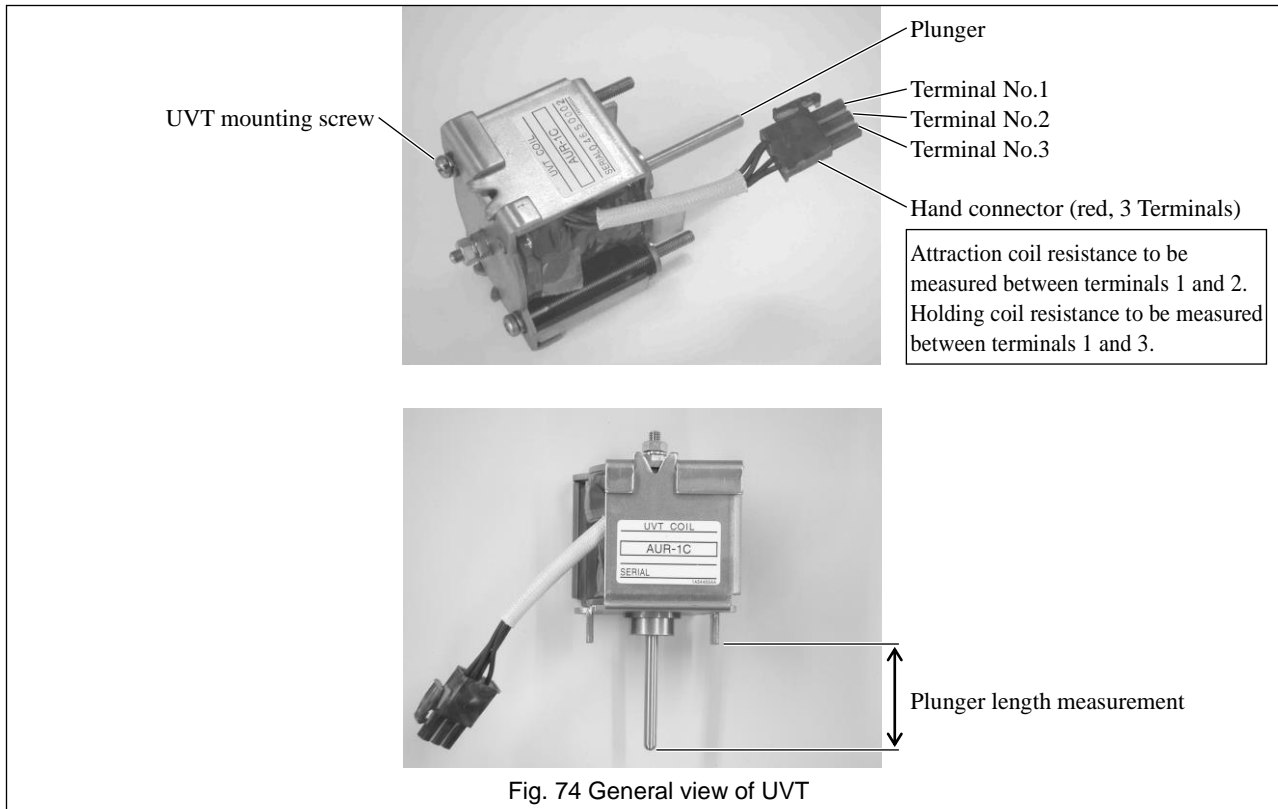 Plunger
Terminal No.1
Terminal No.2
Terminal No.3
UVT mounting screw
Hand connector (red, 3 Terminals)
Attraction coil resistance to be
measured between terminals 1 and 2.
Holding coil resistance to be measured
between terminals 1 and 3.
UVT COIL
AUR-1C
SERIAL
UVT COIL
AUR-1C
SERIAL
Plunger length measurement
Fig. 74 General view of UVT